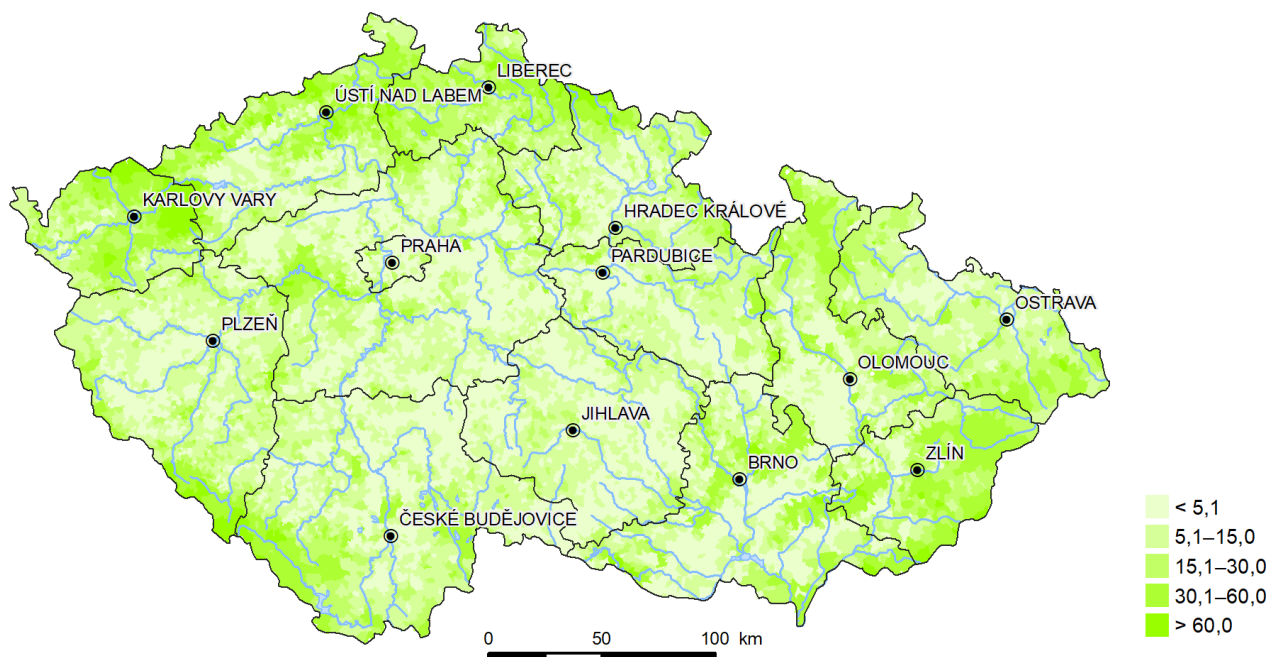 LIBEREC
ÚSTÍ NAD LABEM
KARLOVY VARY
HRADEC KRÁLOVÉ
PRAHA
PARDUBICE
OSTRAVA
PLZEŇ
OLOMOUC
JIHLAVA
BRNO
ZLÍN
ČESKÉ BUDĚJOVICE
< 5,1
5,1–15,0
15,1–30,0
30,1–60,0
> 60,0
0 50 100 km